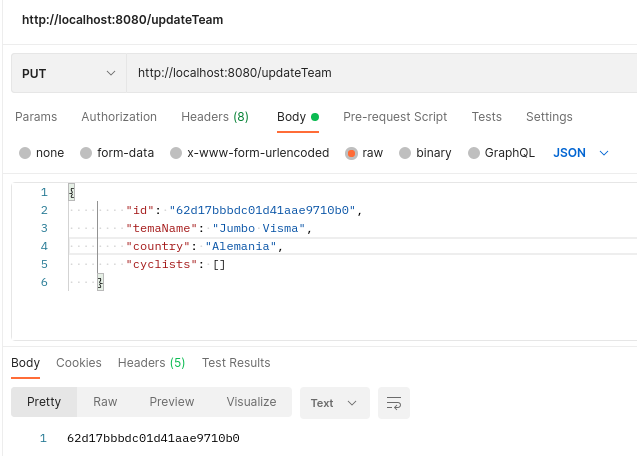 http://localhost:8080/updateTeam
PUT http://localhost:8080/updateTeam
Params Authorization Headers (8) Body Pre-request Script Tests Settings
none form-data x-www-form-urlencoded raw binary GraphQL JSON
1 {
2 "id": "62d17bbbdc01d41aae9710b0",
3 "temaName": "Jumbo Visma",
4 "country": "Alemania",
5 "cyclists": []
6 }
Body Cookies Headers (5) Test Results
Pretty Raw Preview Visualize Text
1 62d17bbbdc01d41aae9710b0